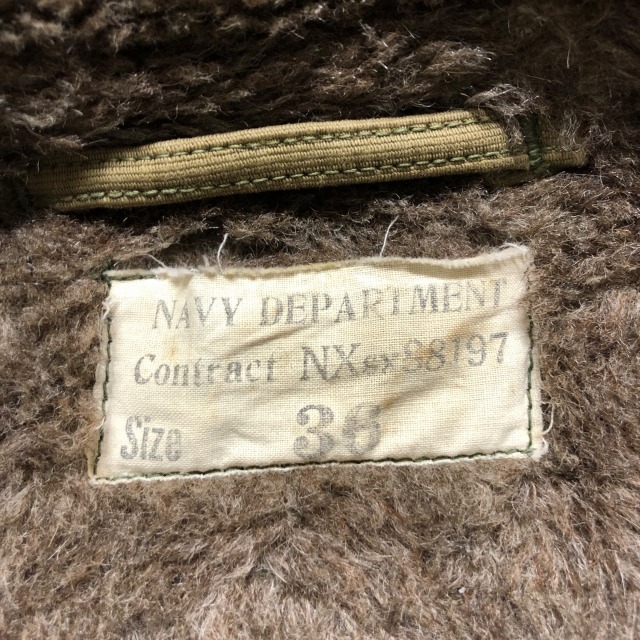 NAVY DEPARTMENT
Contract NXsx88197
Size 36